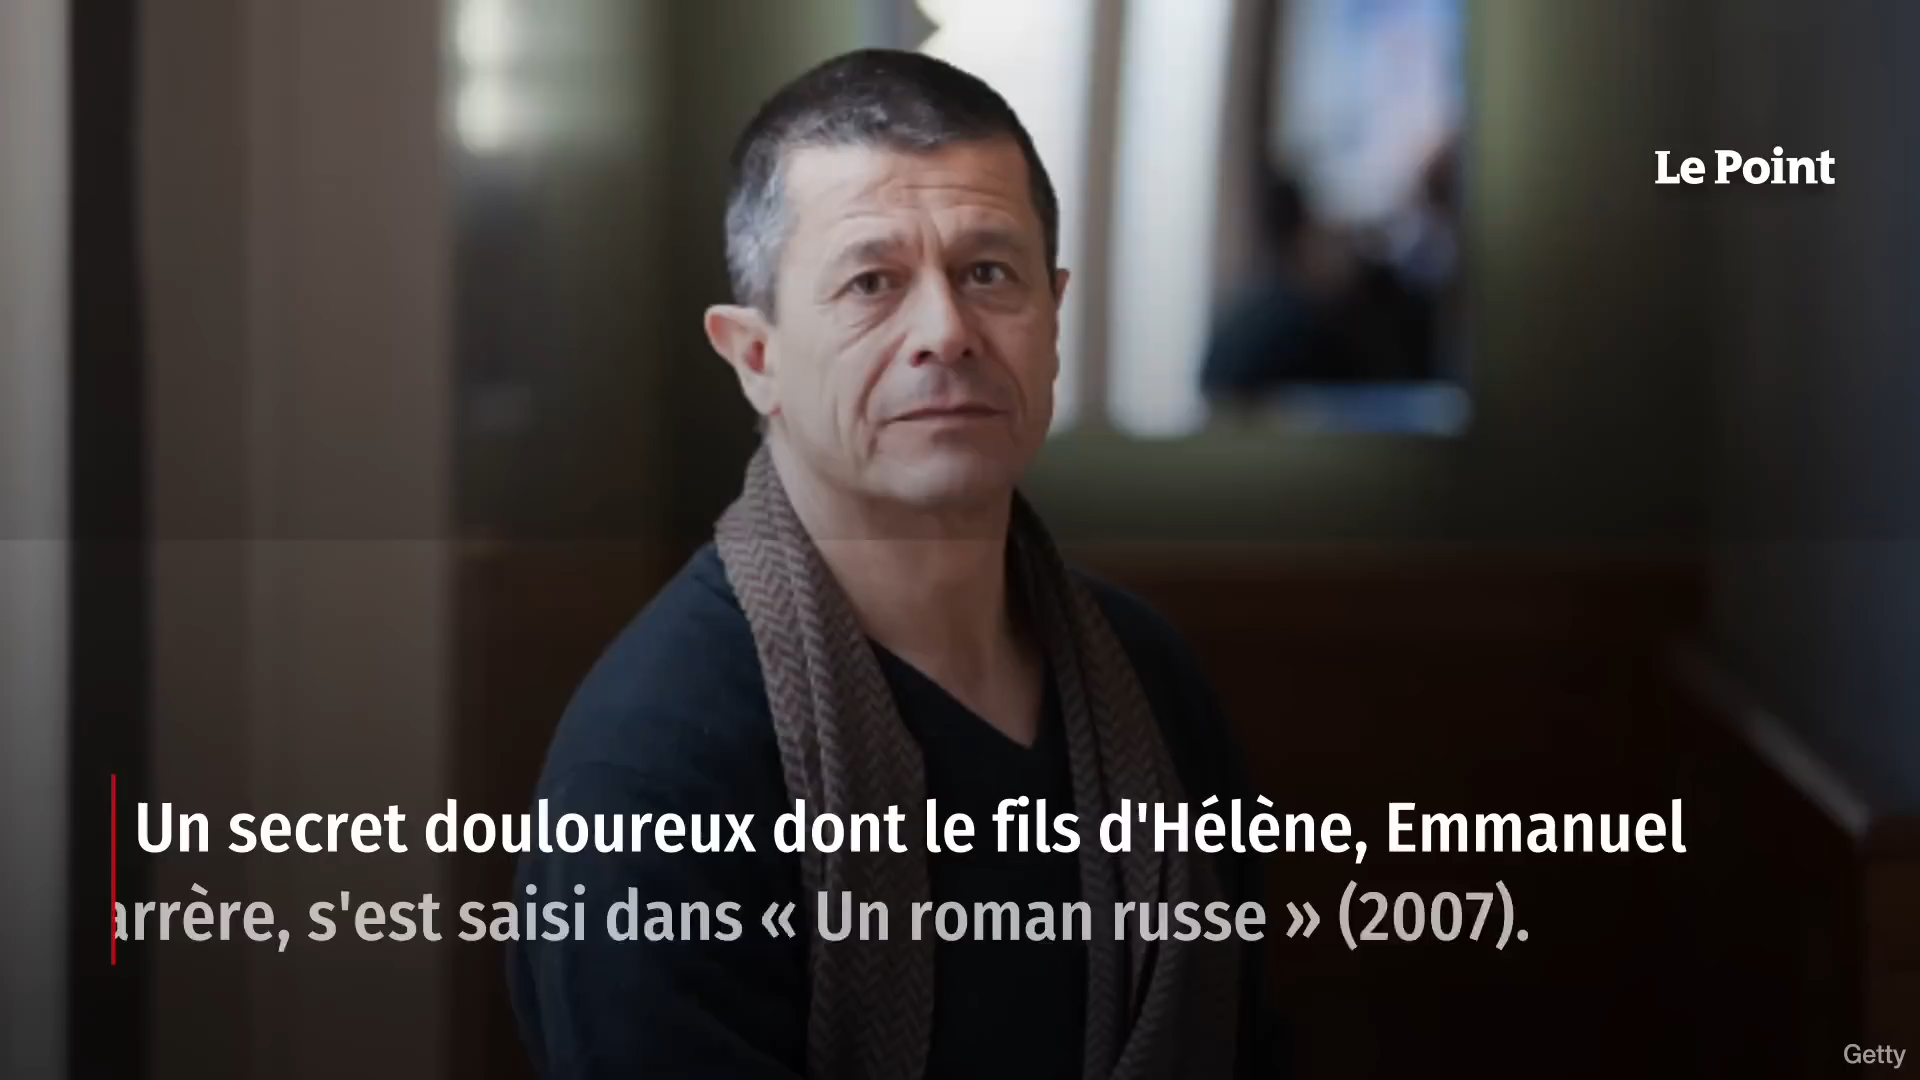 Le Point
Un secret douloureux dont le fils d'Hélène, Emmanuel
arrère, s'est saisi dans « Un roman russe » (2007).
Getty